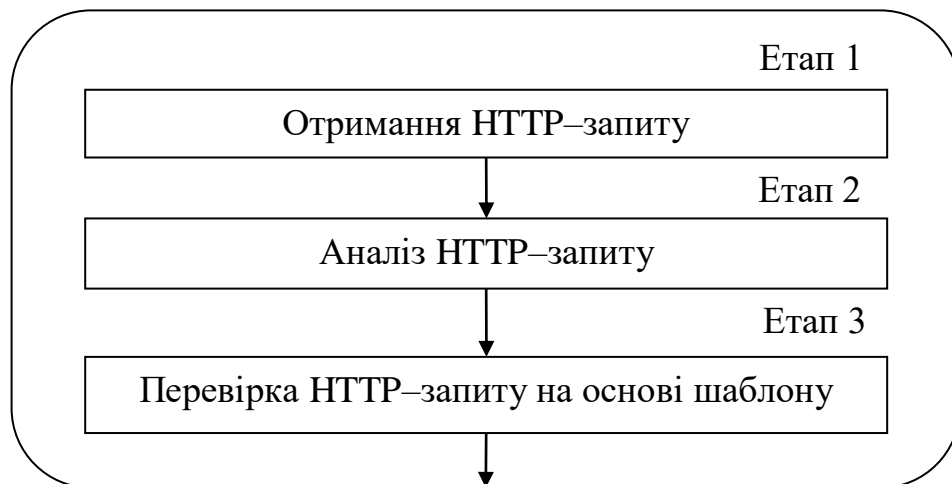 Етап 1
Отримання HTTP–запиту
Етап 2
Аналіз HTTP–запиту
Етап 3
Перевірка HTTP–запиту на основі шаблону